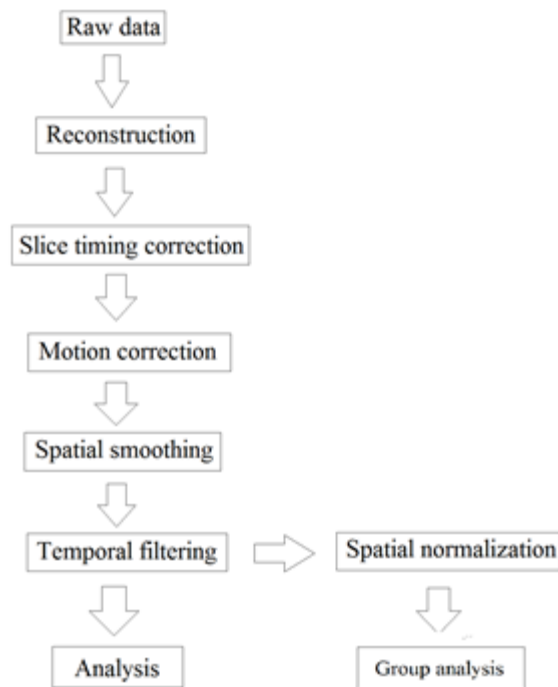 Raw data
Reconstruction
Slice timing correction
Motion correction
Spatial smoothing
Temporal filtering
Spatial normalization
Analysis
Group analysis